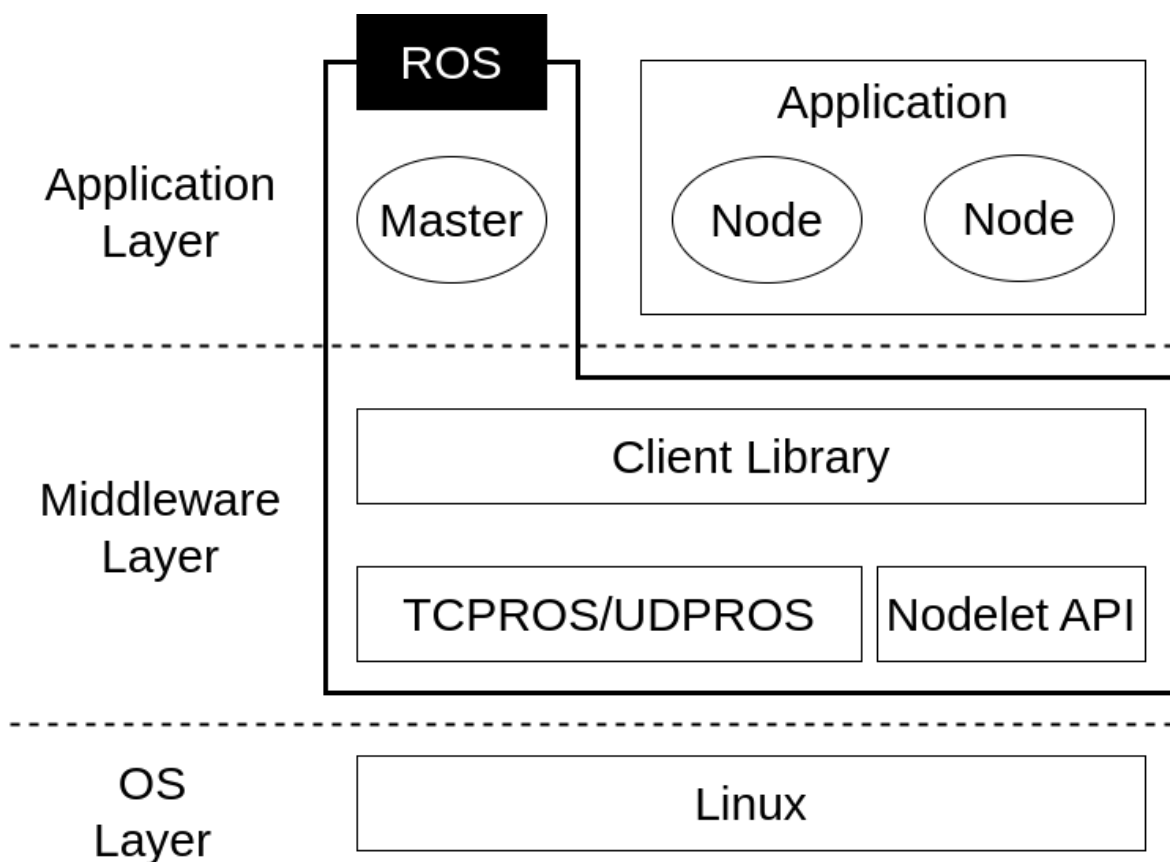 ROS
Application
Application
Layer
Master
Node
Node
Client Library
Middleware
Layer
TCPROS/UDPROS
Nodelet API
OS
Layer
Linux